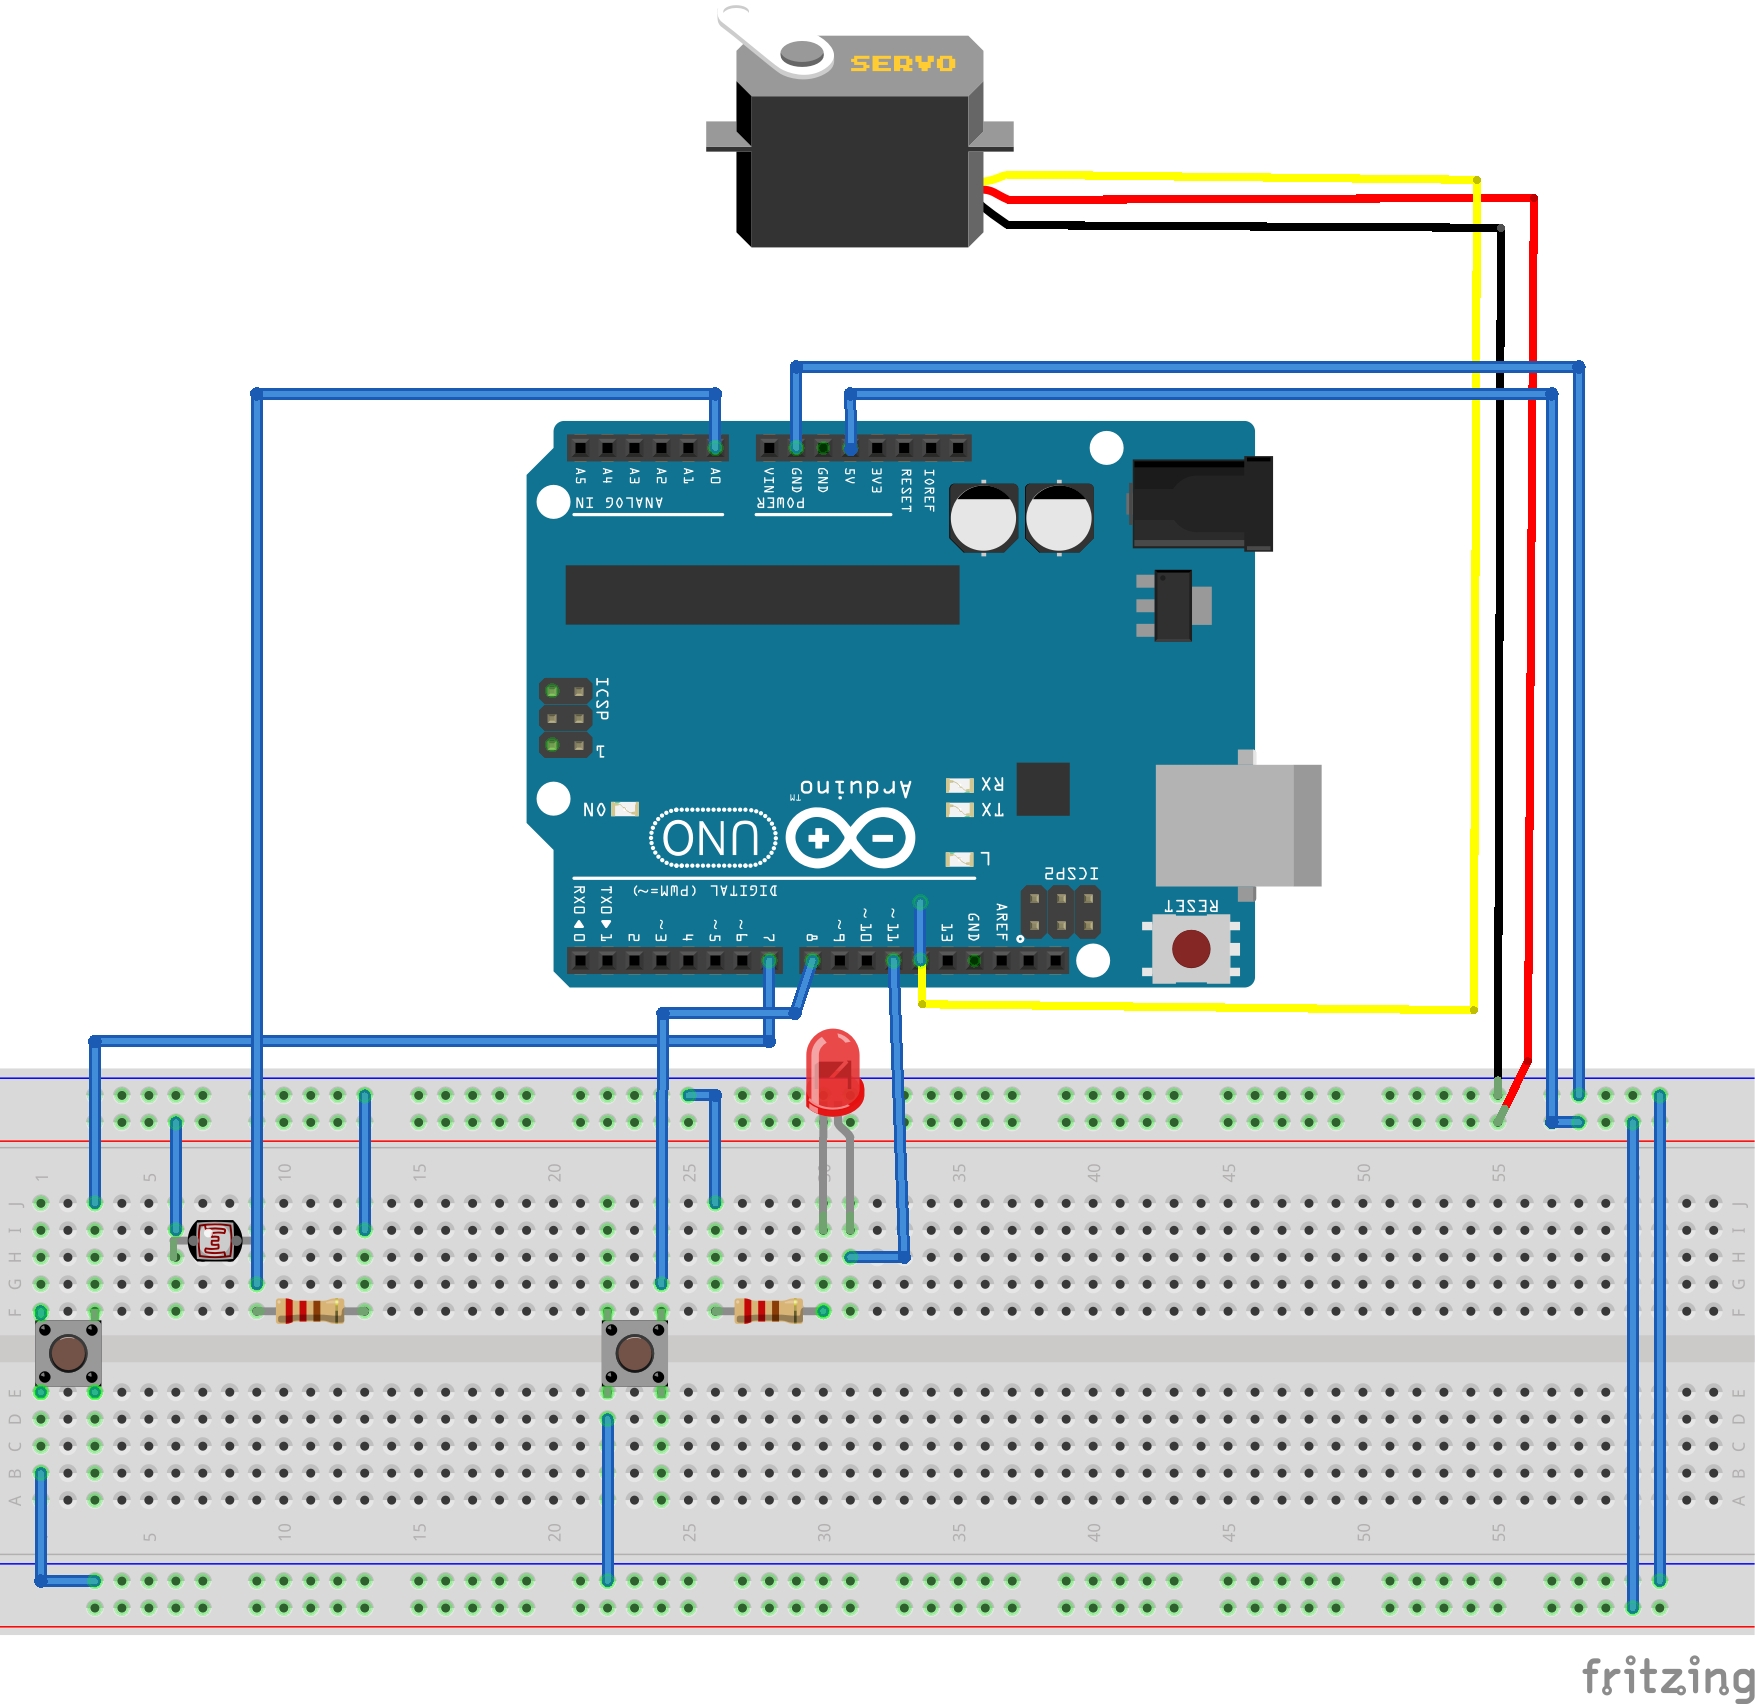 SERVO
A5 A4 A3 A2 A1 A0 VIN GND GND 5V 3V3 RESET IOREF
ANALOG IN POWER
ICSP
1
Arduino
TM
ON UNO RX
TX
L
ICSP2
DIGITAL (PWM=~)
RX0 0 TX0 1 2 ~3 4 ~5 ~6 7 8 ~9 ~10 ~11 13 GND AREF RESET
1 5 10 15 20 25 30 35 40 45 50 55
J J
I I
H H
G G
F F
E E
D D
C C
B B
A A
5 10 15 20 25 30 35 40 45 50 55
fritzing